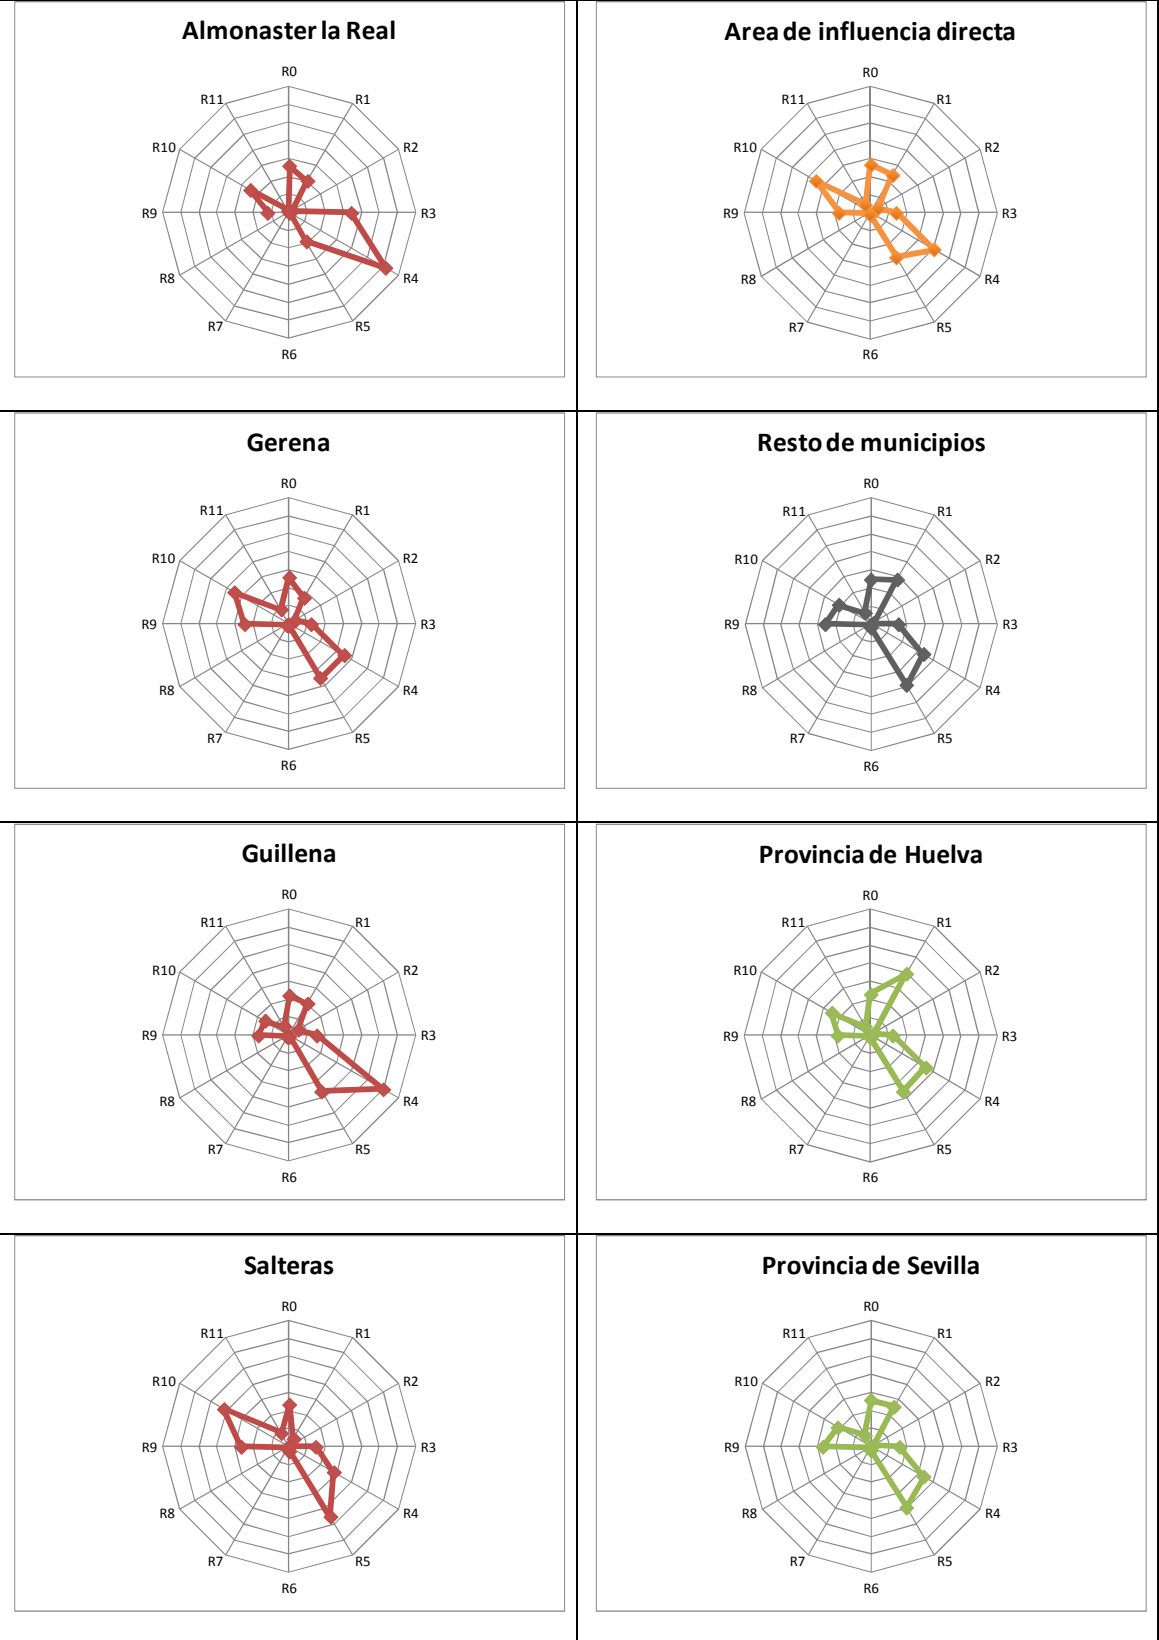 Almonaster la Real
R0
R11
R1
R10
R2
R9
R3
R8
R4
R7
R5
R6
Area de influencia directa
R0
R11
R1
R10
R2
R9
R3
R8
R4
R7
R5
R6
Gerena
R0
R11
R1
R10
R2
R9
R3
R8
R4
R7
R5
R6
Resto de municipios
R0
R11
R1
R10
R2
R9
R3
R8
R4
R7
R5
R6
Guillena
R0
R11
R1
R10
R2
R9
R3
R8
R4
R7
R5
R6
Provincia de Huelva
R0
R11
R1
R10
R2
R9
R3
R8
R4
R7
R5
R6
Salteras
R0
R11
R1
R10
R2
R9
R3
R8
R4
R7
R5
R6
Provincia de Sevilla
R0
R11
R1
R10
R2
R9
R3
R8
R4
R7
R5
R6